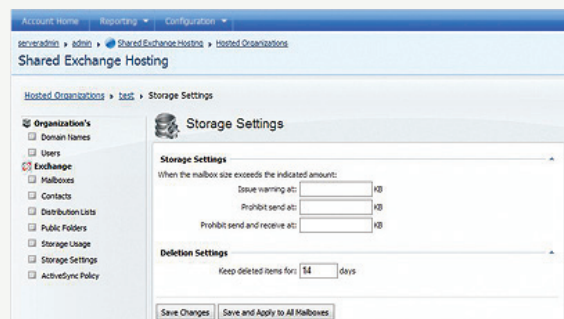 Account Home Reporting Configuration
serveradmin admin Shared Exchange Hosting Hosted Organizations
Shared Exchange Hosting
Hosted Organizations test Storage Settings
Organization's
Domain Names
Users
Exchange
Mailboxes
Contacts
Distribution Lists
Public Folders
Storage Usage
Storage Settings
ActiveSync Policy
Storage Settings
Storage Settings
When the mailbox size exceeds the indicated amount:
Issue warning at: KB
Prohibit send at: KB
Prohibit send and receive at: KB
Deletion Settings
Keep deleted items for: 14 days
Save Changes Save and Apply to All Mailboxes